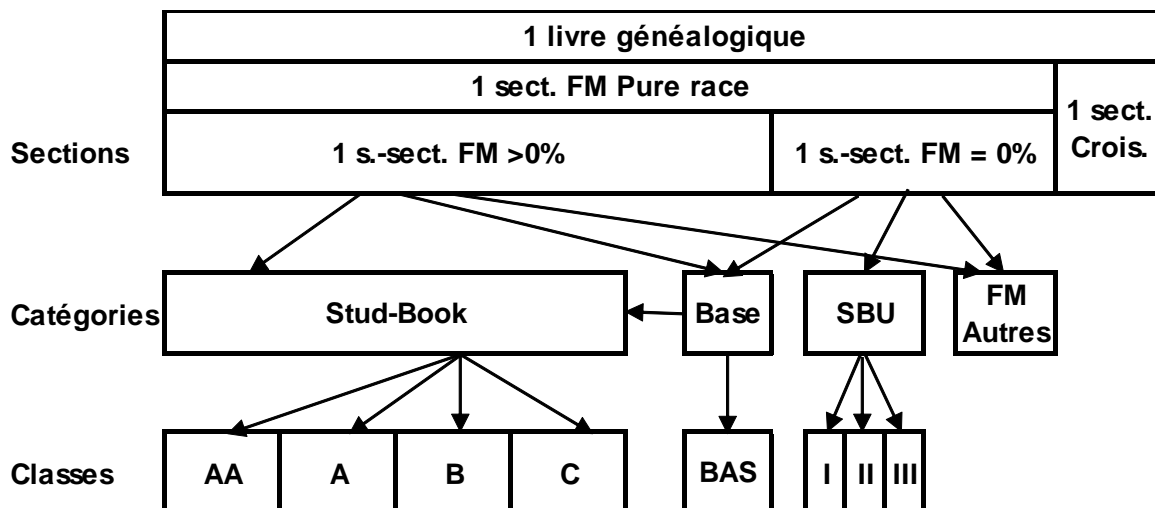 1 livre généalogique
1 sect. FM Pure race
1 sect.
Crois.
Sections
1 s.-sect. FM >0%
1 s.-sect. FM = 0%
Catégories
Stud-Book
Base
SBU
FM
Autres
Classes
AA
A
B
C
BAS
I
II
III